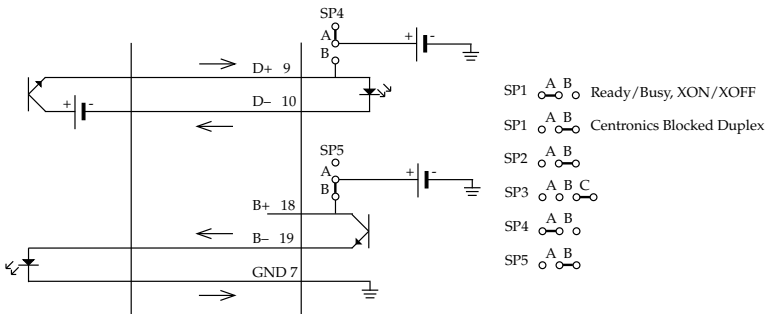 SP4
A
B
+ -
D+ 9
+ -
D– 10
SP5
A
B
+ -
B+ 18
B– 19
GND 7
SP1 A B Ready/Busy, XON/XOFF
SP1 A B Centronics Blocked Duplex
SP2 A B
SP3 A B C
SP4 A B
SP5 A B